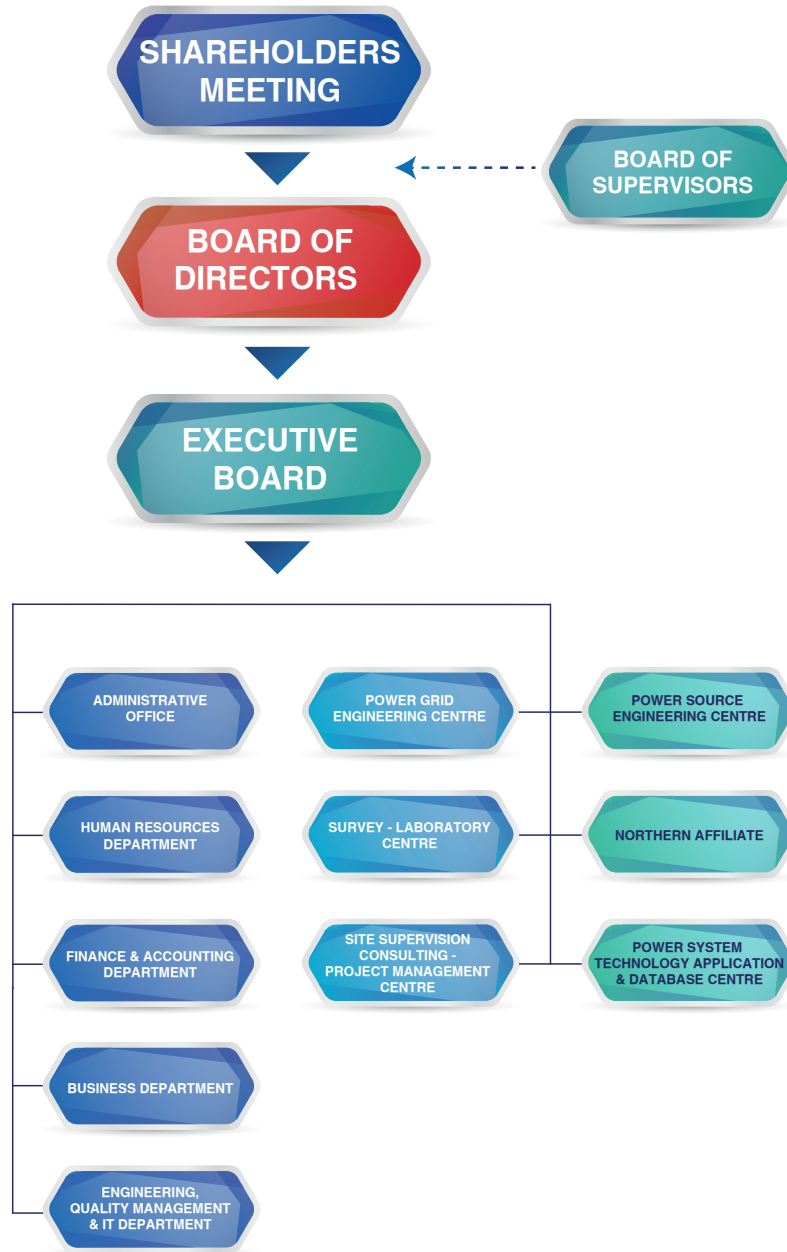 SHAREHOLDERS
MEETING
BOARD OF
SUPERVISORS
BOARD OF
DIRECTORS
EXECUTIVE
BOARD
ADMINISTRATIVE
OFFICE
POWER GRID
ENGINEERING CENTRE
POWER SOURCE
ENGINEERING CENTRE
HUMAN RESOURCES
DEPARTMENT
SURVEY - LABORATORY
CENTRE
NORTHERN AFFILIATE
FINANCE & ACCOUNTING
DEPARTMENT
SITE SUPERVISION
CONSULTING -
PROJECT MANAGEMENT
CENTRE
POWER SYSTEM
TECHNOLOGY APPLICATION
& DATABASE CENTRE
BUSINESS DEPARTMENT
ENGINEERING,
QUALITY MANAGEMENT
& IT DEPARTMENT